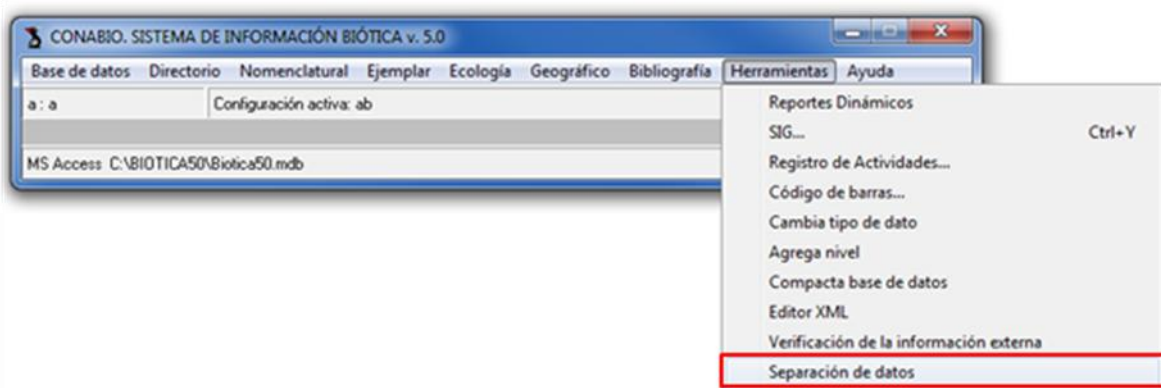 CONABIO. SISTEMA DE INFORMACIÓN BIÓTICA v. 5.0
Base de datos Directorio Nomenclatural Ejemplar Ecología Geográfico Bibliografía Herramientas Ayuda
a : a Configuración activa: ab
MS Access C:\BIOTICA50\Biotica50.mdb
Reportes Dinámicos
SIG... Ctrl+Y
Registro de Actividades...
Código de barras...
Cambia tipo de dato
Agrega nivel
Compacta base de datos
Editor XML
Verificación de la información externa
Separación de datos